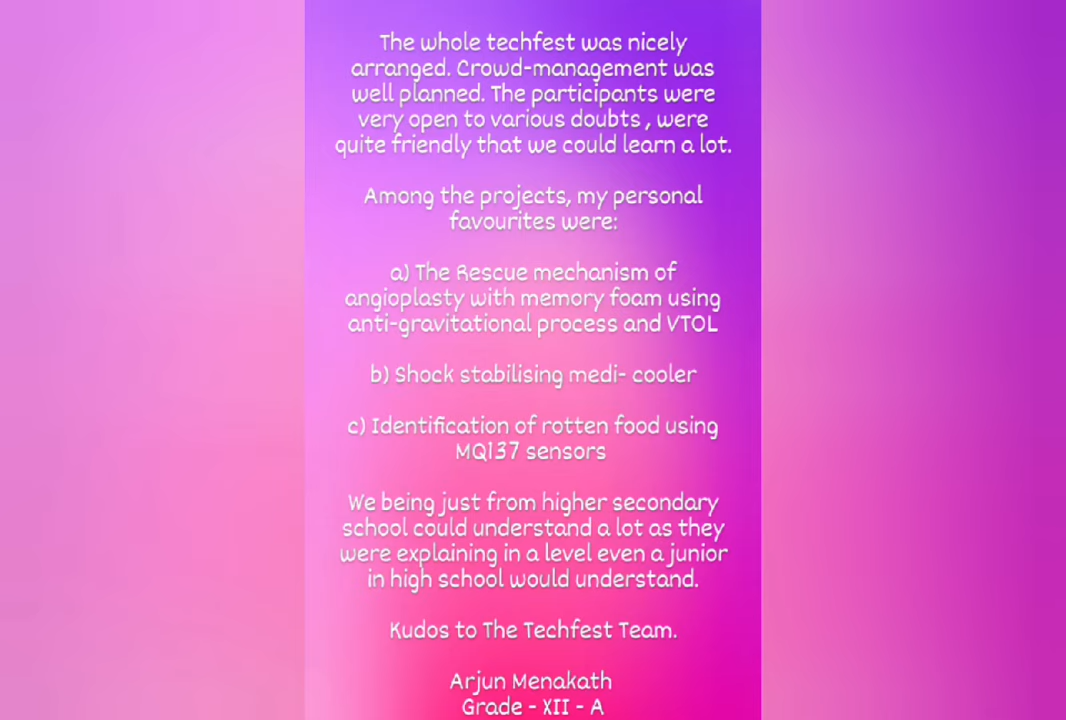 The whole techfest was nicely
arranged. Crowd-management was
well planned. The participants were
very open to various doubts , were
quite friendly that we could learn a lot.
Among the projects, my personal
favourites were:
a) The Rescue mechanism of
angioplasty with memory foam using
anti-gravitational process and VTOL
b) Shock stabilising medi- cooler
c) Identification of rotten food using
MQ137 sensors
We being just from higher secondary
school could understand a lot as they
were explaining in a level even a junior
in high school would understand.
Kudos to The Techfest Team.
Arjun Menakath
Grade - XII - A